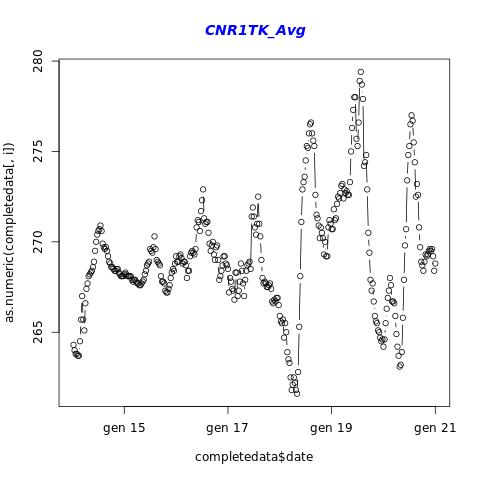 CNR1TK_Avg
280
275
270
265
as.numeric(completedata[, i])
gen 15
gen 17
gen 19
gen 21
completedata$date